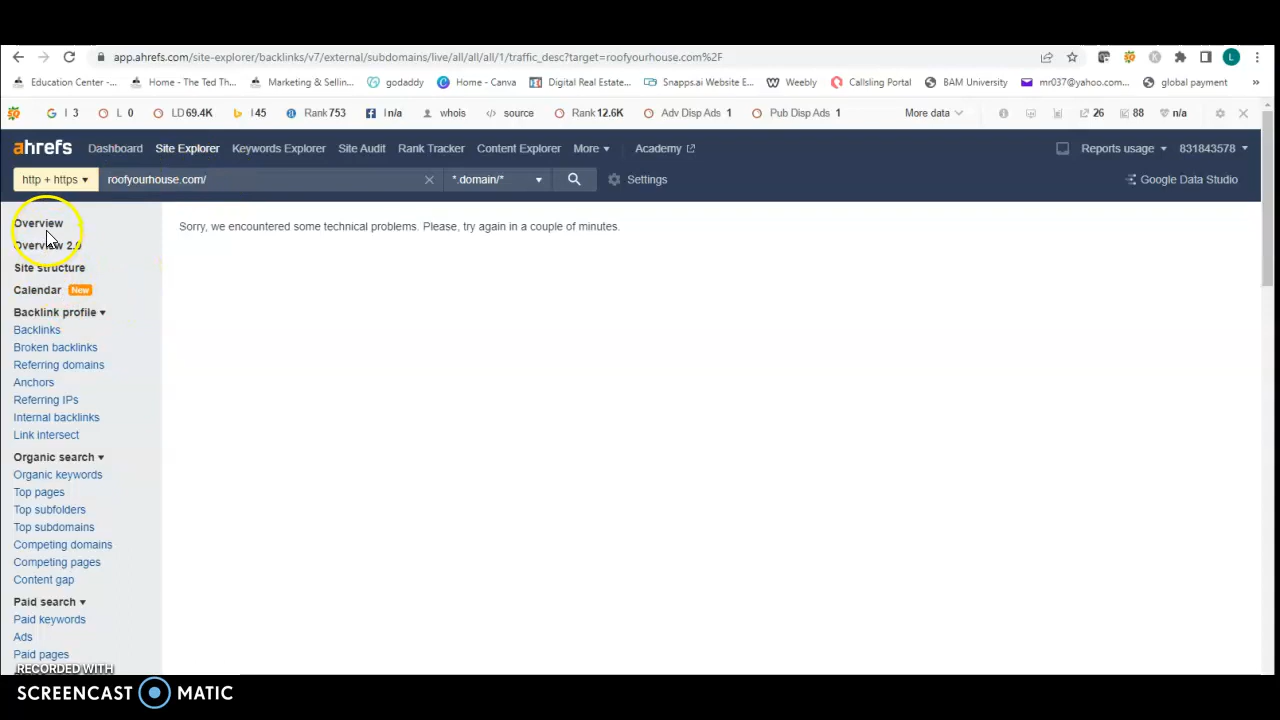 app.ahrefs.com/site-explorer/backlinks/v7/external/subdomains/live/all/all/all/1/traffic_desc?target=roofyourhouse.com%2F
L
Education Center -... Home - The Ted Th... Marketing & Sellin... godaddy Home - Canva Digital Real Estate... Snapps.ai Website E... Weebly Callsling Portal BAM University mr037@yahoo.com... global payment »
I 3 L 0 LD 69.4K I 45 Rank 753 I n/a whois source Rank 12.6K Adv Disp Ads 1 Pub Disp Ads 1 More data 26 88 n/a
ahrefs Dashboard Site Explorer Keywords Explorer Site Audit Rank Tracker Content Explorer More Academy Reports usage 831843578
http + https roofyourhouse.com/ *.domain/* Settings Google Data Studio
Overview
Sorry, we encountered some technical problems. Please, try again in a couple of minutes.
Overview 2.0
Site structure
Calendar New
Backlink profile
Backlinks
Broken backlinks
Referring domains
Anchors
Referring IPs
Internal backlinks
Link intersect
Organic search
Organic keywords
Top pages
Top subfolders
Top subdomains
Competing domains
Competing pages
Content gap
Paid search
Paid keywords
Ads
Paid pages
RECORDED WITH
SCREENCAST MATIC